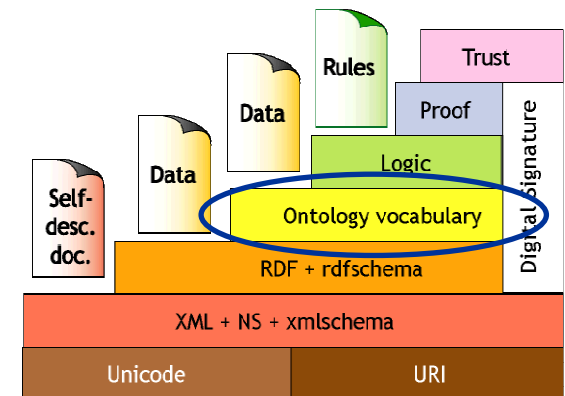 Trust
Rules
Proof
Data
Logic
Data
Digital Signature
Self-
desc.
doc.
Ontology vocabulary
RDF + rdfschema
XML + NS + xmlschema
Unicode
URI